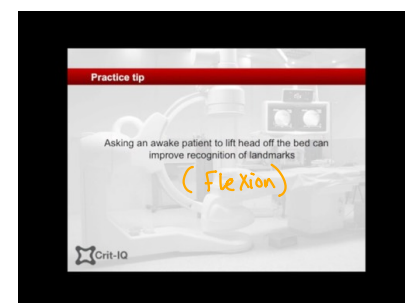 Practice tip
Asking an awake patient to lift head off the bed can
improve recognition of landmarks
(Flexion)
Crit-IQ